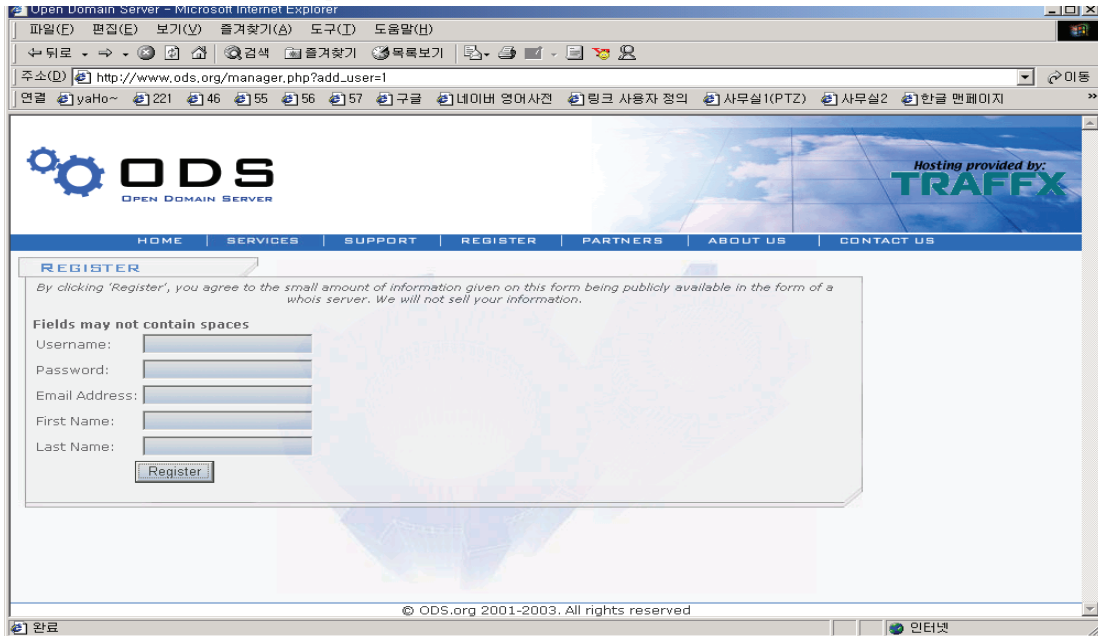 Open Domain Server - Microsoft Internet Explorer
파일(F) 편집(E) 보기(V) 즐겨찾기(A) 도구(T) 도움말(H)
뒤로 검색 즐겨찾기 목록보기
주소(D) http://www.ods.org/manager.php?add_user=1 이동
연결 yaHo~ 221 46 55 56 57 구글 네이버 영어사전 링크 사용자 정의 사무실1(PTZ) 사무실2 한글 맨페이지 »
ODS
OPEN DOMAIN SERVER
Hosting provided by:
TRAFFX
HOME | SERVICES | SUPPORT | REGISTER | PARTNERS | ABOUT US | CONTACT US
REGISTER
By clicking 'Register', you agree to the small amount of information given on this form being publicly available in the form of a
whois server. We will not sell your information.
Fields may not contain spaces
Username:
Password:
Email Address:
First Name:
Last Name:
Register
© ODS.org 2001-2003. All rights reserved
완료 인터넷